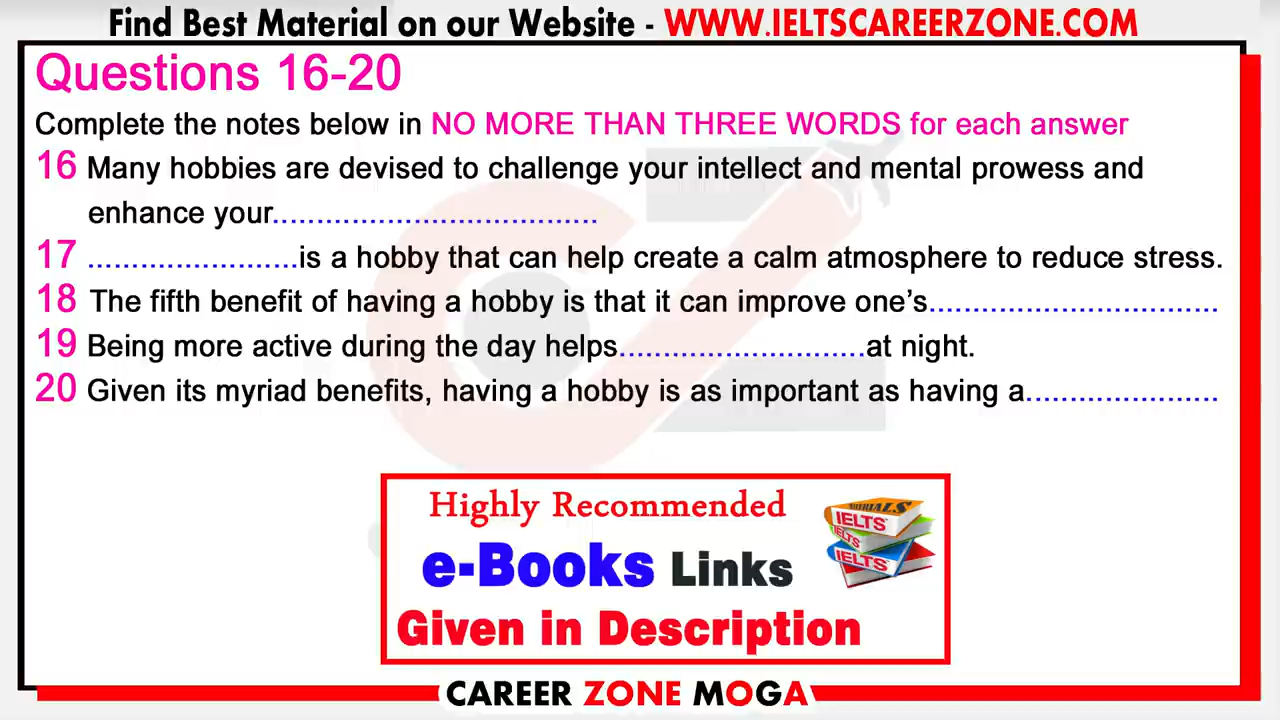 Find Best Material on our Website - WWW.IELTSCAREERZONE.COM
Questions 16-20
Complete the notes below in NO MORE THAN THREE WORDS for each answer
16 Many hobbies are devised to challenge your intellect and mental prowess and
enhance your.....................................
17 ........................is a hobby that can help create a calm atmosphere to reduce stress.
18 The fifth benefit of having a hobby is that it can improve one's.................................
19 Being more active during the day helps............................at night.
20 Given its myriad benefits, having a hobby is as important as having a......................
Highly Recommended
e-Books Links
Given in Description
IELTS
IELTS
IELTS
CAREER ZONE MOGA